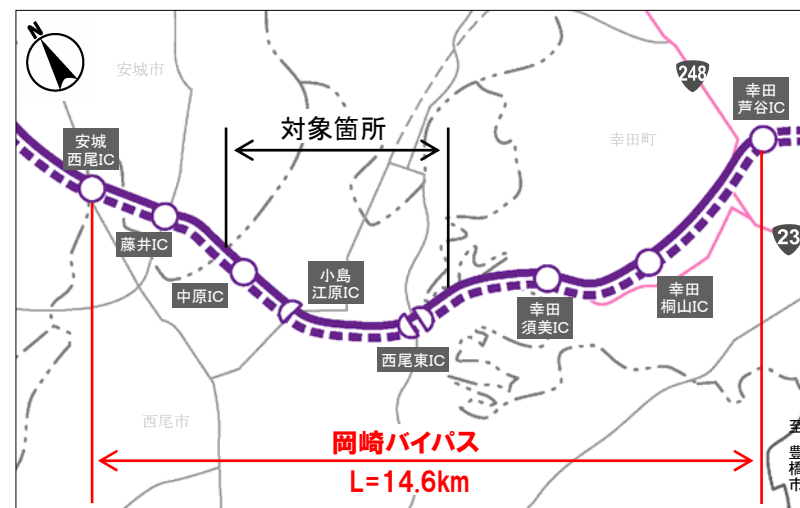 N
安城市
248
幸田
芦谷IC
対象箇所
幸田町
安城
西尾IC
23
藤井IC
小島
江原IC
中原IC
幸田
須美IC
幸田
桐山IC
西尾東IC
西尾市
岡崎バイパス
L=14.6km
至
豊橋市